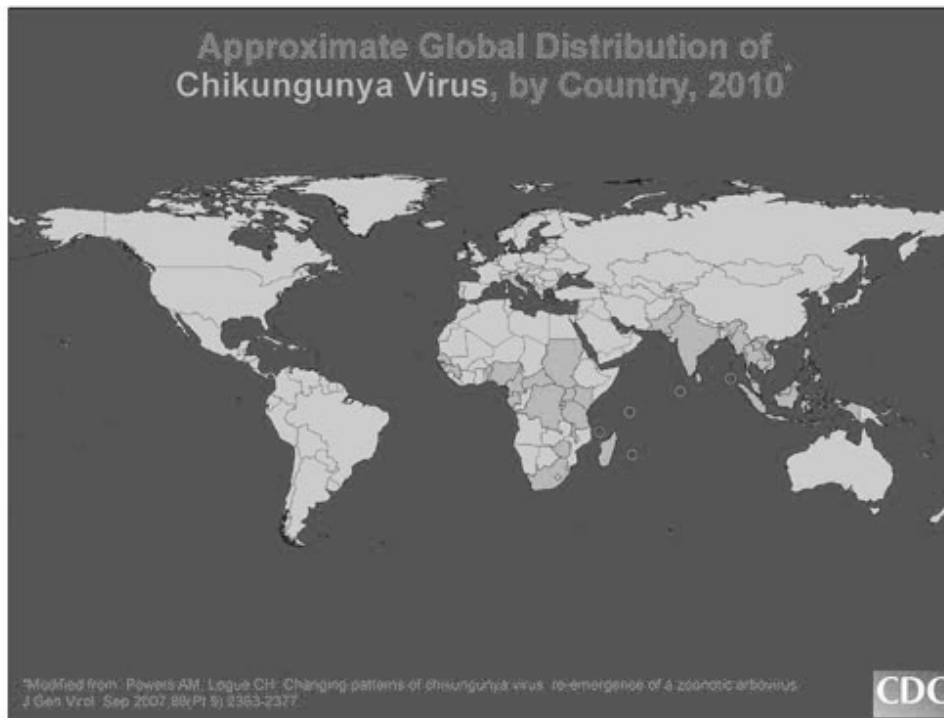 Approximate Global Distribution of
Chikungunya Virus, by Country, 2010*
*Modified from: Powers AM, Logue CH. Changing patterns of chikungunya virus: re-emergence of a zoonotic arbovirus.
J Gen Virol. Sep 2007;88(Pt 9):2363-2377.
CDC